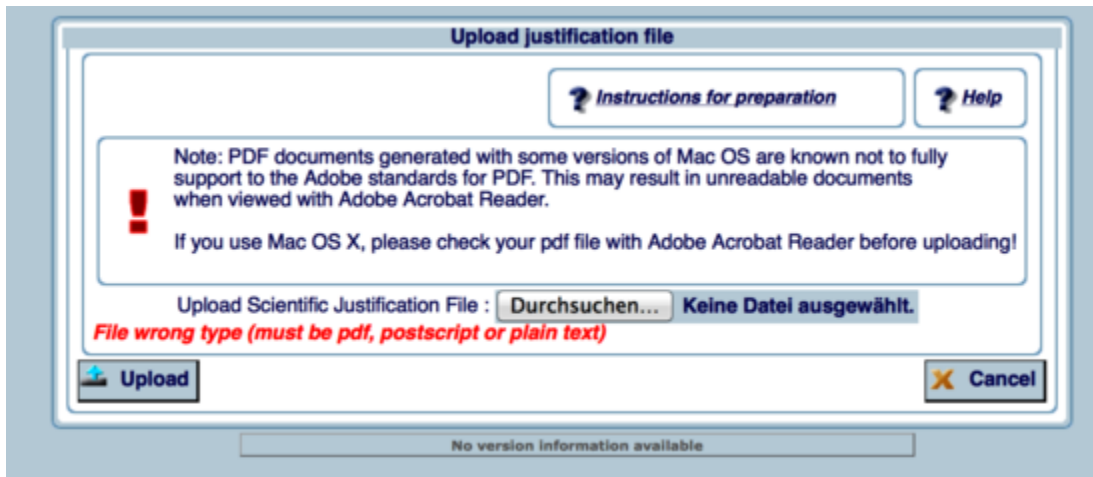 Upload justification file
Instructions for preparation
Help
Note: PDF documents generated with some versions of Mac OS are known not to fully
support to the Adobe standards for PDF. This may result in unreadable documents
when viewed with Adobe Acrobat Reader.
If you use Mac OS X, please check your pdf file with Adobe Acrobat Reader before uploading!
Upload Scientific Justification File : Durchsuchen... Keine Datei ausgewählt.
File wrong type (must be pdf, postscript or plain text)
Upload
Cancel
No version information available